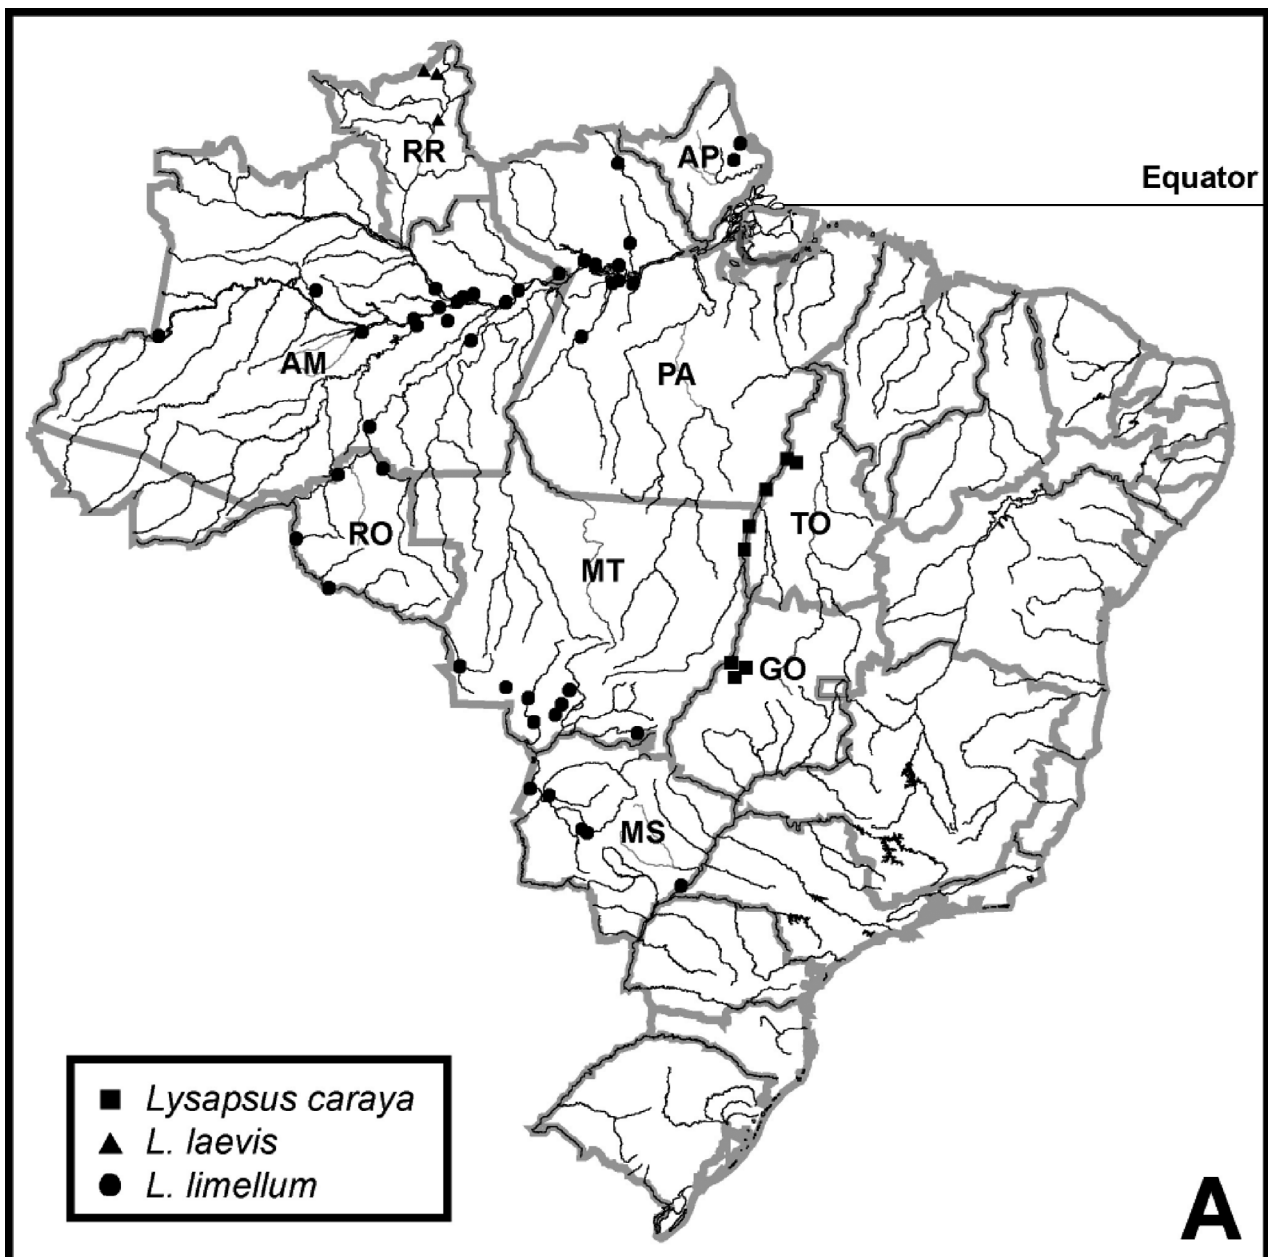 RR
AP
Equator
AM
PA
RO
TO
MT
GO
MS
Lysapsus caraya
L. laevis
L. limellum
A